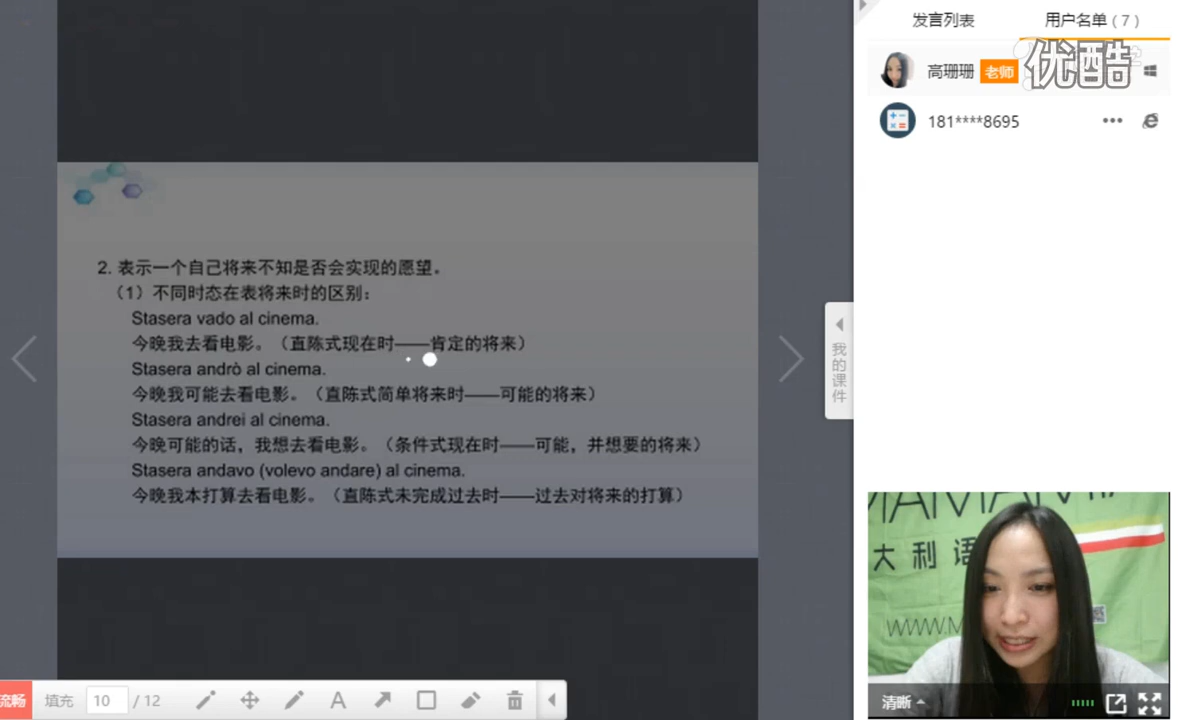 发言列表
用户名单 (7)
高珊珊 老师
优酷
181****8695
2. 表示一个自己将来不知是否会实现的愿望。
（1）不同时态在表将来时的区别：
Stasera vado al cinema.
今晚我去看电影。（直陈式现在时——肯定的将来）
Stasera andrò al cinema.
今晚我可能去看电影。（直陈式简单将来时——可能的将来）
Stasera andrei al cinema.
今晚可能的话，我想去看电影。（条件式现在时——可能，并想要的将来）
Stasera andavo (volevo andare) al cinema.
今晚我本打算去看电影。（直陈式未完成过去时——过去对将来的打算）
我的课件
大利语
WWW.M
清晰
流畅 填充 10 / 12
A